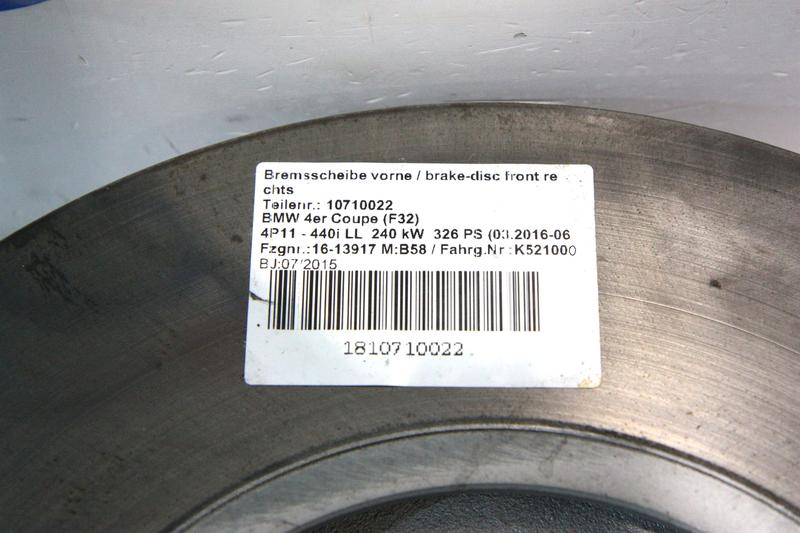 Bremsscheibe vorne / brake-disc front re
chts
Teilenr.: 10710022
BMW 4er Coupe (F32)
4P11 - 440i LL 240 kW 326 PS (03.2016-06
Fzgnr.:16-13917 M:B58 / Fahrg.Nr.:K521000
BJ:07/2015
1810710022